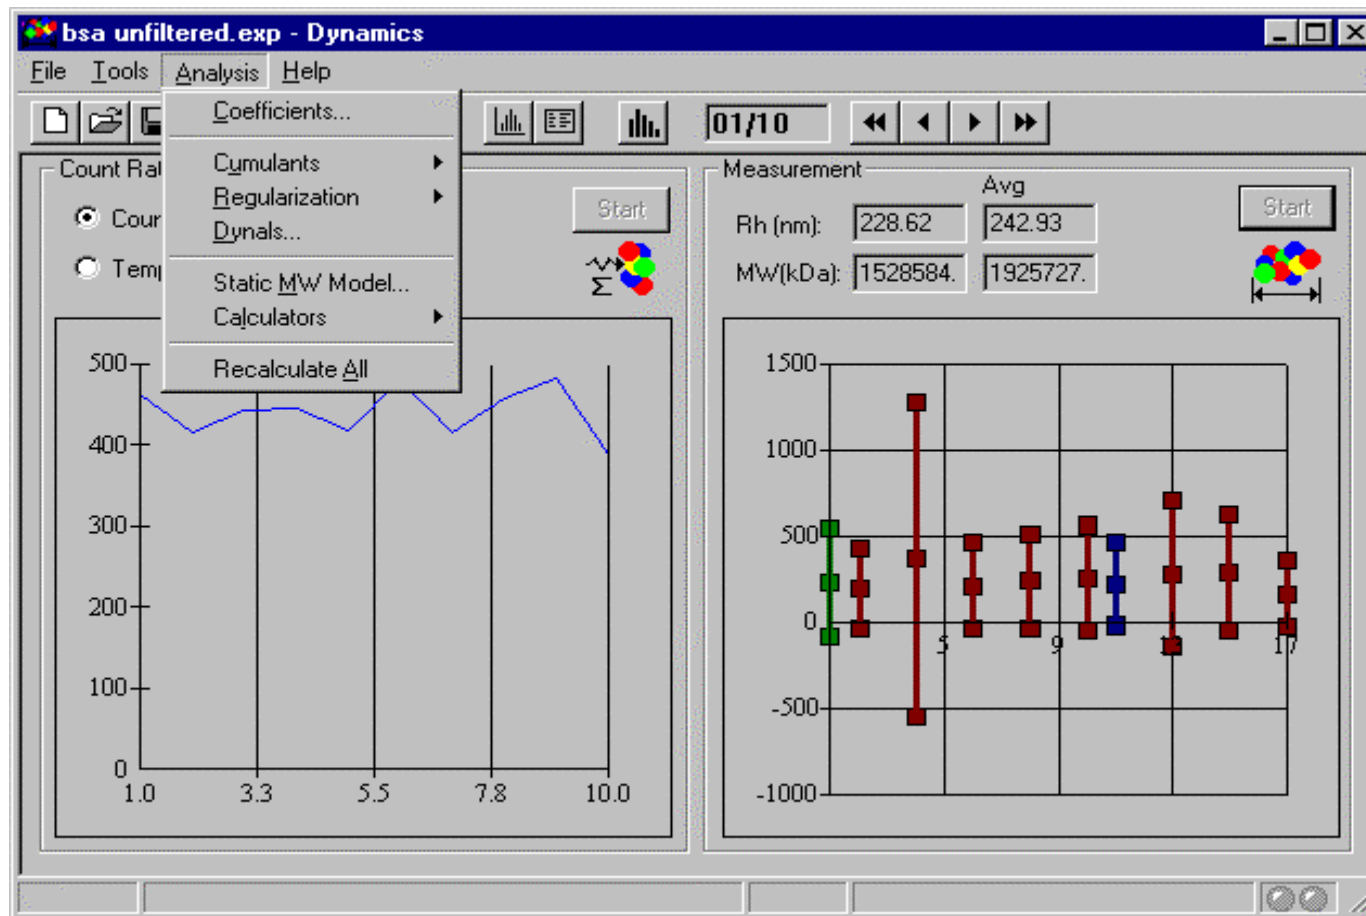 bsa unfiltered.exp - Dynamics
File Tools Analysis Help
01/10
Coefficients...
Cumulants
Regularization
Dynals...
Static MW Model...
Calculators
Recalculate All
Count
Start
Σ
500
400
300
200
100
0
1.0 3.3 5.5 7.8 10.0
Measurement
Avg
Start
Rh (nm): 228.62 242.93
MW(kDa): 1528584. 1925727.
1500
1000
500
0
-500
-1000
5 9 17